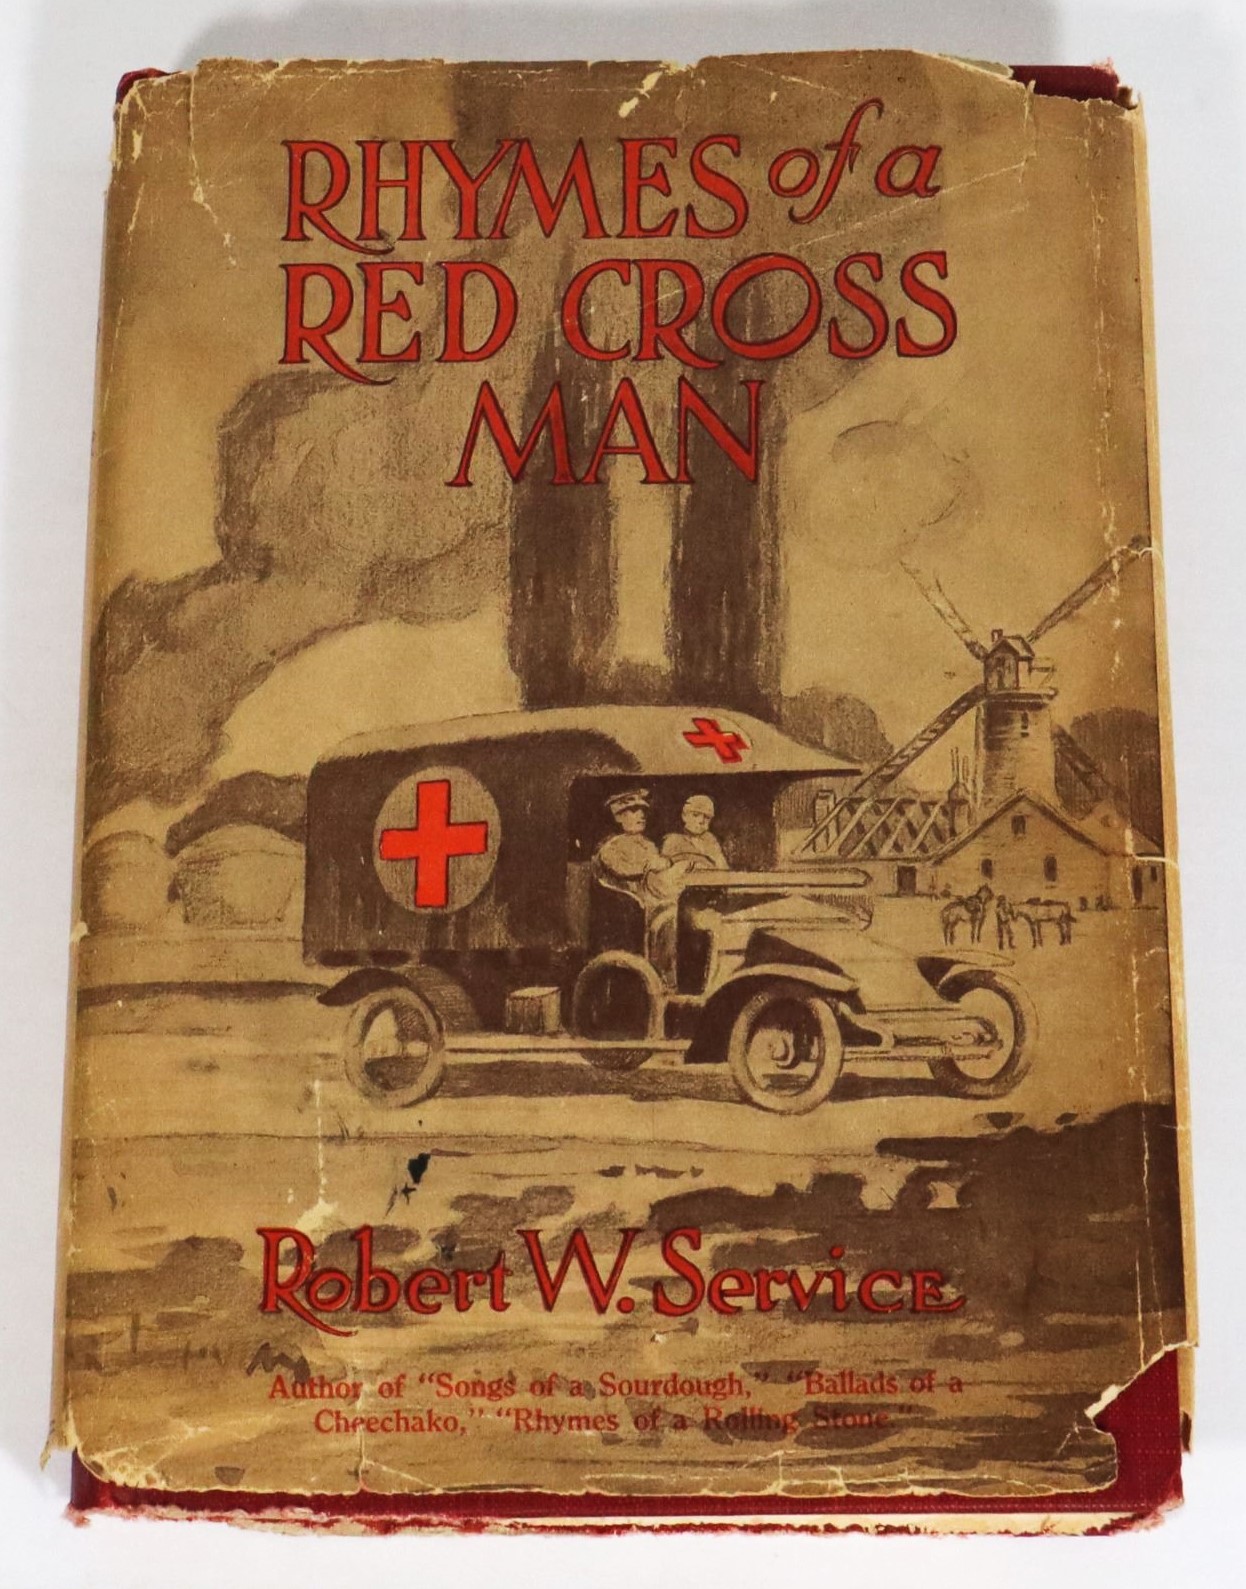 RHYMES of a
RED CROSS
MAN
Robert W. Service
Author of "Songs of a Sourdough," "Ballads of a
Cheechako," "Rhymes of a Rolling Stone"